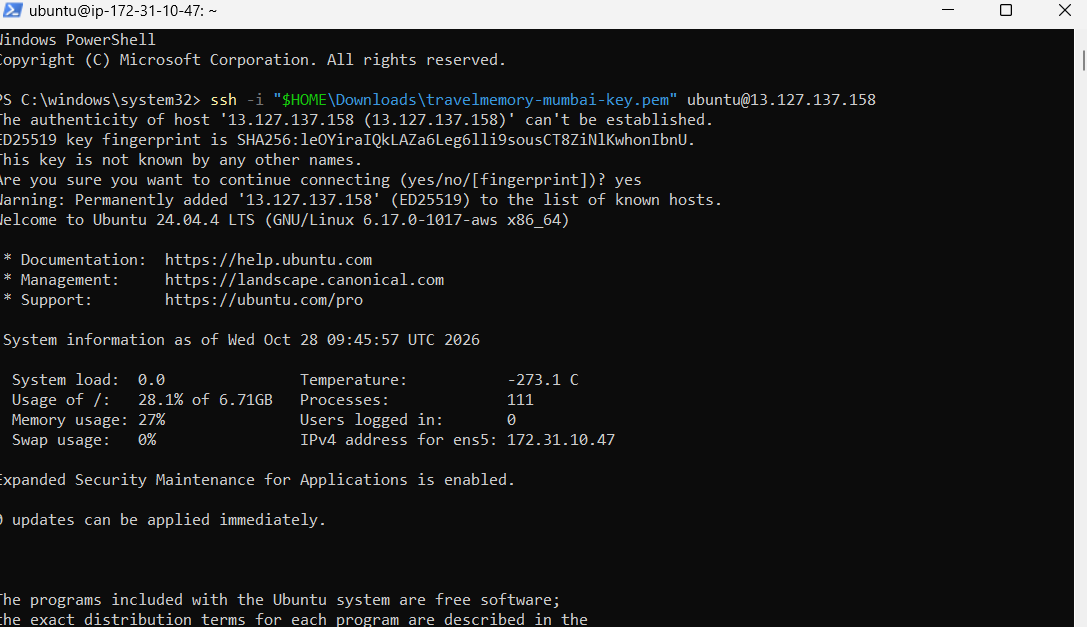 ubuntu@ip-172-31-10-47: ~
Windows PowerShell
Copyright (C) Microsoft Corporation. All rights reserved.
PS C:\windows\system32> ssh -i "$HOME\Downloads\travelmemory-mumbai-key.pem" ubuntu@13.127.137.158
The authenticity of host '13.127.137.158 (13.127.137.158)' can't be established.
ED25519 key fingerprint is SHA256:leOYiraIQkLAZa6Leg6lli9sousCT8ZiNlKwhonIbnU.
This key is not known by any other names.
Are you sure you want to continue connecting (yes/no/[fingerprint])? yes
Warning: Permanently added '13.127.137.158' (ED25519) to the list of known hosts.
Welcome to Ubuntu 24.04.4 LTS (GNU/Linux 6.17.0-1017-aws x86_64)
* Documentation:  https://help.ubuntu.com
* Management:     https://landscape.canonical.com
* Support:        https://ubuntu.com/pro
System information as of Wed Oct 28 09:45:57 UTC 2026
System load:  0.0               Temperature:           -273.1 C
Usage of /:   28.1% of 6.71GB   Processes:             111
Memory usage: 27%               Users logged in:       0
Swap usage:   0%                IPv4 address for ens5: 172.31.10.47
Expanded Security Maintenance for Applications is enabled.
0 updates can be applied immediately.
The programs included with the Ubuntu system are free software;
the exact distribution terms for each program are described in the